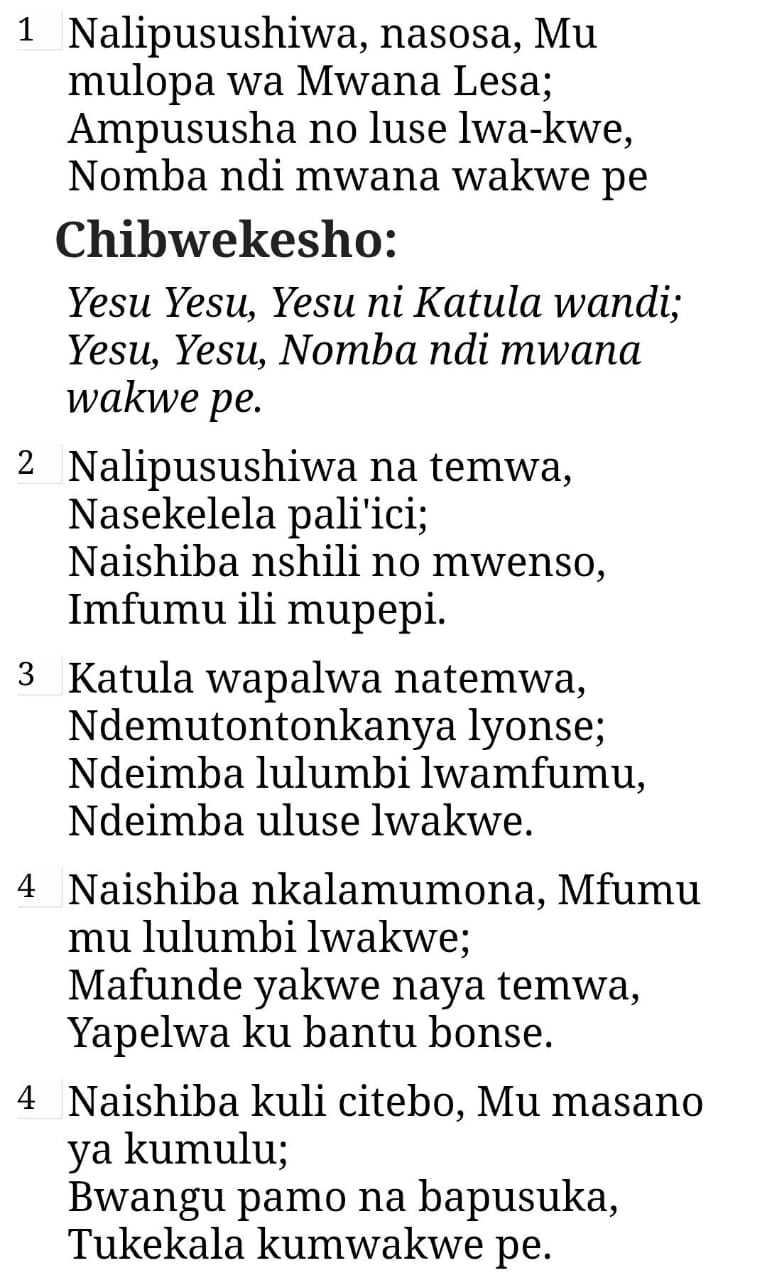 1 Nalipusushiwa, nasosa, Mu
mulopa wa Mwana Lesa;
Ampususha no luse lwa-kwe,
Nomba ndi mwana wakwe pe
Chibwekesho:
Yesu Yesu, Yesu ni Katula wandi;
Yesu, Yesu, Nomba ndi mwana
wakwe pe.
2 Nalipusushiwa na temwa,
Nasekelela pali'ici;
Naishiba nshili no mwenso,
Imfumu ili mupepi.
3 Katula wapalwa natemwa,
Ndemutontonkanya lyonse;
Ndeimba lulumbi lwamfumu,
Ndeimba uluse lwakwe.
4 Naishiba nkalamumona, Mfumu
mu lulumbi lwakwe;
Mafunde yakwe naya temwa,
Yapelwa ku bantu bonse.
4 Naishiba kuli citebo, Mu masano
ya kumulu;
Bwangu pamo na bapusuka,
Tukekala kumwakwe pe.